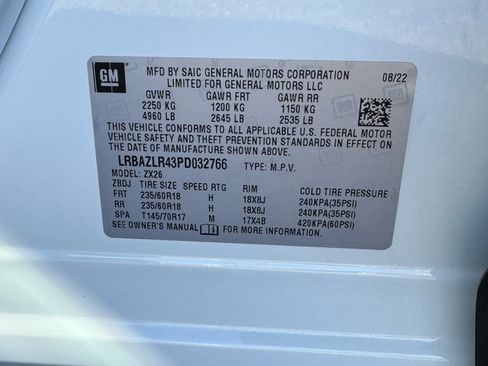 GM
MFD BY SAIC GENERAL MOTORS CORPORATION 08/22
LIMITED FOR GENERAL MOTORS LLC
GVWR GAWR FRT GAWR RR
2250 KG 1200 KG 1150 KG
4960 LB 2645 LB 2535 LB
THIS VEHICLE CONFORMS TO ALL APPLICABLE U.S. FEDERAL MOTOR
VEHICLE SAFETY AND THEFT PREVENTION STANDARDS IN EFFECT ON
THE DATE OF MANUFACTURE SHOWN ABOVE.
LRBAZLR43PD032766 TYPE: M.P.V.
MODEL: ZX26
ZBDJ TIRE SIZE SPEED RTG RIM COLD TIRE PRESSURE
FRT 235/60R18 H 18X8J 240KPA(35PSI)
RR 235/60R18 H 18X8J 240KPA(35PSI)
SPA T145/70R17 M 17X4B 420KPA(60PSI)
SEE OWNER'S MANUAL FOR MORE INFORMATION.